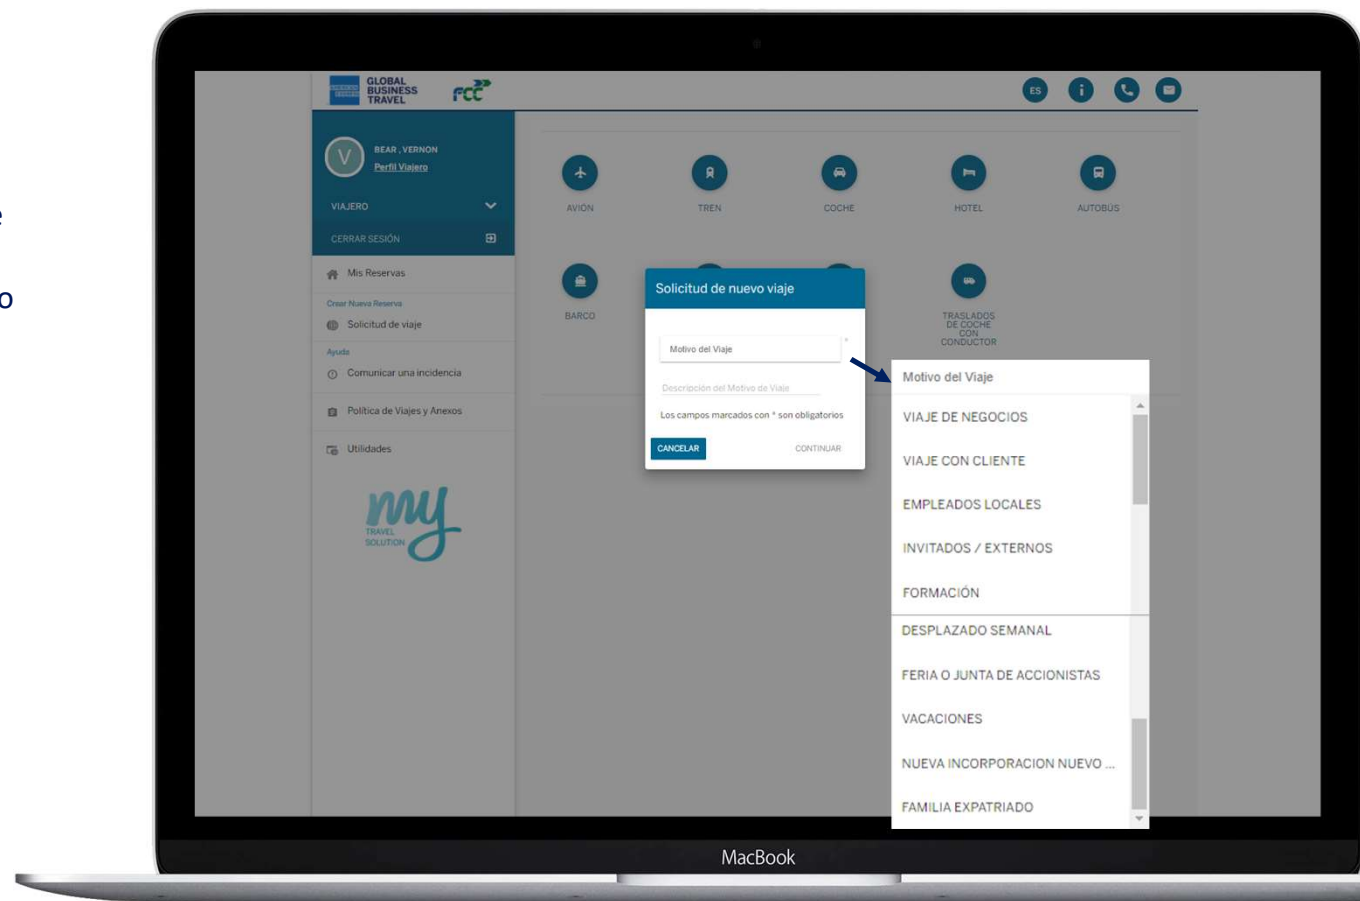 e
o
AMERICAN EXPRESS
GLOBAL
BUSINESS
TRAVEL
FCC
ES
i
V
BEAR , VERNON
Perfil Viajero
VIAJERO
CERRAR SESIÓN
Mis Reservas
Crear Nueva Reserva
Solicitud de viaje
Ayuda
Comunicar una incidencia
Política de Viajes y Anexos
Utilidades
my
TRAVEL
SOLUTION
AVIÓN
TREN
COCHE
HOTEL
AUTOBÚS
BARCO
TRASLADOS
DE COCHE
CON
CONDUCTOR
Solicitud de nuevo viaje
Motivo del Viaje *
Descripción del Motivo de Viaje
Los campos marcados con * son obligatorios
CANCELAR
CONTINUAR
Motivo del Viaje
VIAJE DE NEGOCIOS
VIAJE CON CLIENTE
EMPLEADOS LOCALES
INVITADOS / EXTERNOS
FORMACIÓN
DESPLAZADO SEMANAL
FERIA O JUNTA DE ACCIONISTAS
VACACIONES
NUEVA INCORPORACION NUEVO ...
FAMILIA EXPATRIADO
MacBook